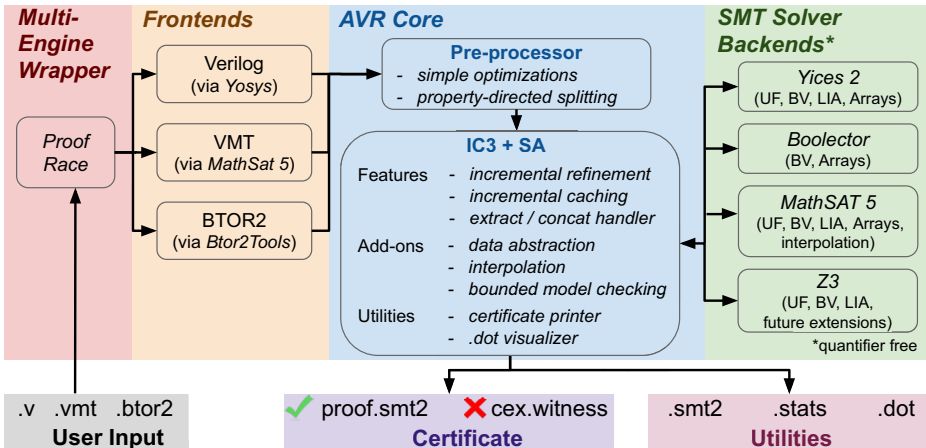 Multi-
Engine
Wrapper
Proof
Race
Frontends
Verilog
(via Yosys)
VMT
(via MathSat 5)
BTOR2
(via Btor2Tools)
AVR Core
Pre-processor
- simple optimizations
- property-directed splitting
IC3 + SA
Features - incremental refinement
- incremental caching
- extract / concat handler
Add-ons - data abstraction
- interpolation
- bounded model checking
Utilities - certificate printer
- .dot visualizer
SMT Solver
Backends*
Yices 2
(UF, BV, LIA, Arrays)
Boolector
(BV, Arrays)
MathSAT 5
(UF, BV, LIA, Arrays,
interpolation)
Z3
(UF, BV, LIA,
future extensions)
*quantifier free
.v .vmt .btor2
User Input
proof.smt2 cex.witness
Certificate
.smt2 .stats .dot
Utilities